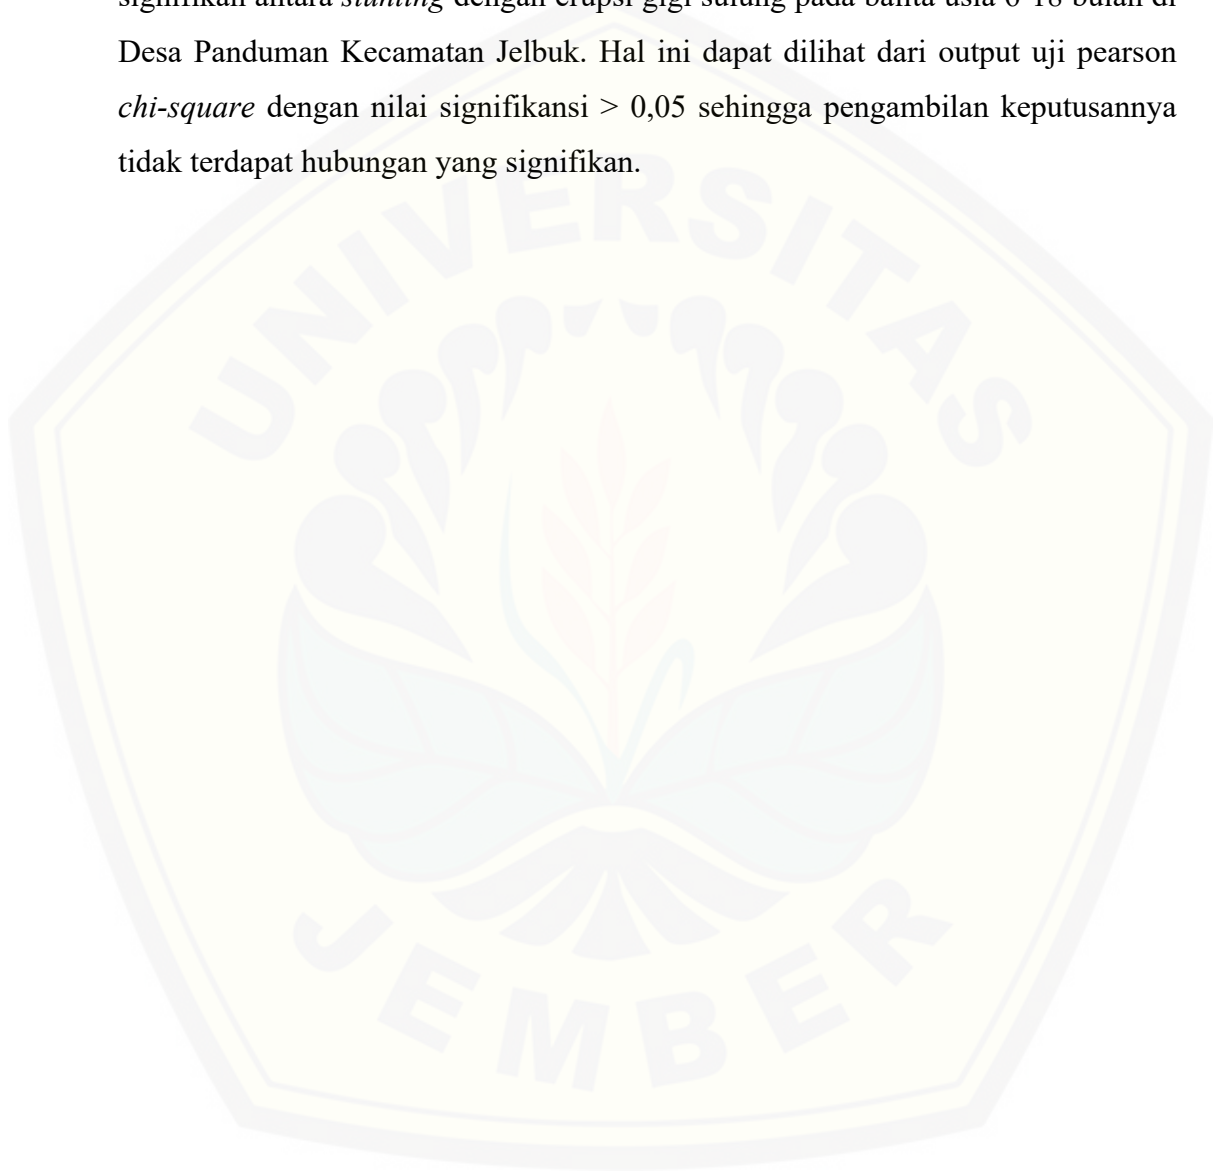 signifikan antara stunting dengan erupsi gigi sulung pada balita usia 6-18 bulan di
Desa Panduman Kecamatan Jelbuk. Hal ini dapat dilihat dari output uji pearson
chi-square dengan nilai signifikansi > 0,05 sehingga pengambilan keputusannya
tidak terdapat hubungan yang signifikan.
UNIVERSITAS
JEMBER